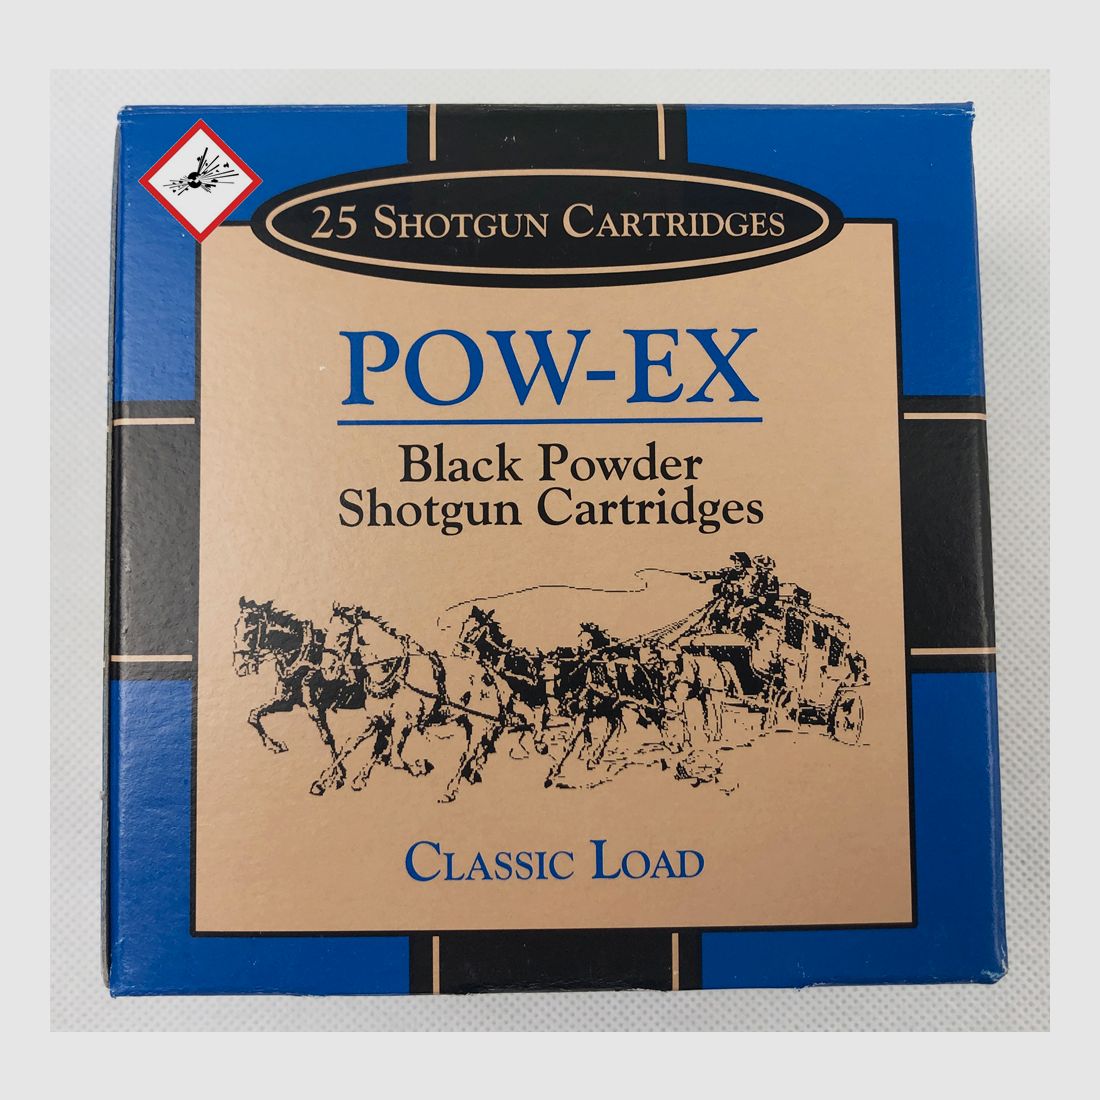 25 SHOTGUN CARTRIDGES
POW-EX
Black Powder
Shotgun Cartridges
CLASSIC LOAD